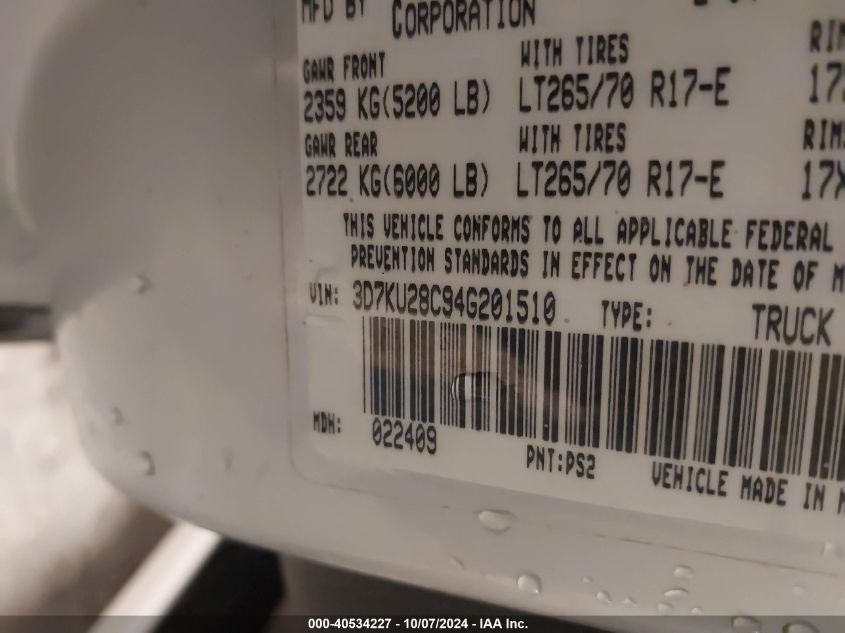 MFD BY CORPORATION
GAWR FRONT WITH TIRES
2359 KG(5200 LB) LT265/70 R17-E
GAWR REAR WITH TIRES
2722 KG(6000 LB) LT265/70 R17-E 17X
THIS VEHICLE CONFORMS TO ALL APPLICABLE FEDERAL
PREVENTION STANDARDS IN EFFECT ON THE DATE OF
VIN: 3D7KU28C94G201510 TYPE: TRUCK
MDH: 022409
PNT:PS2 VEHICLE MADE IN
000-40534227 - 10/07/2024 - IAA Inc.